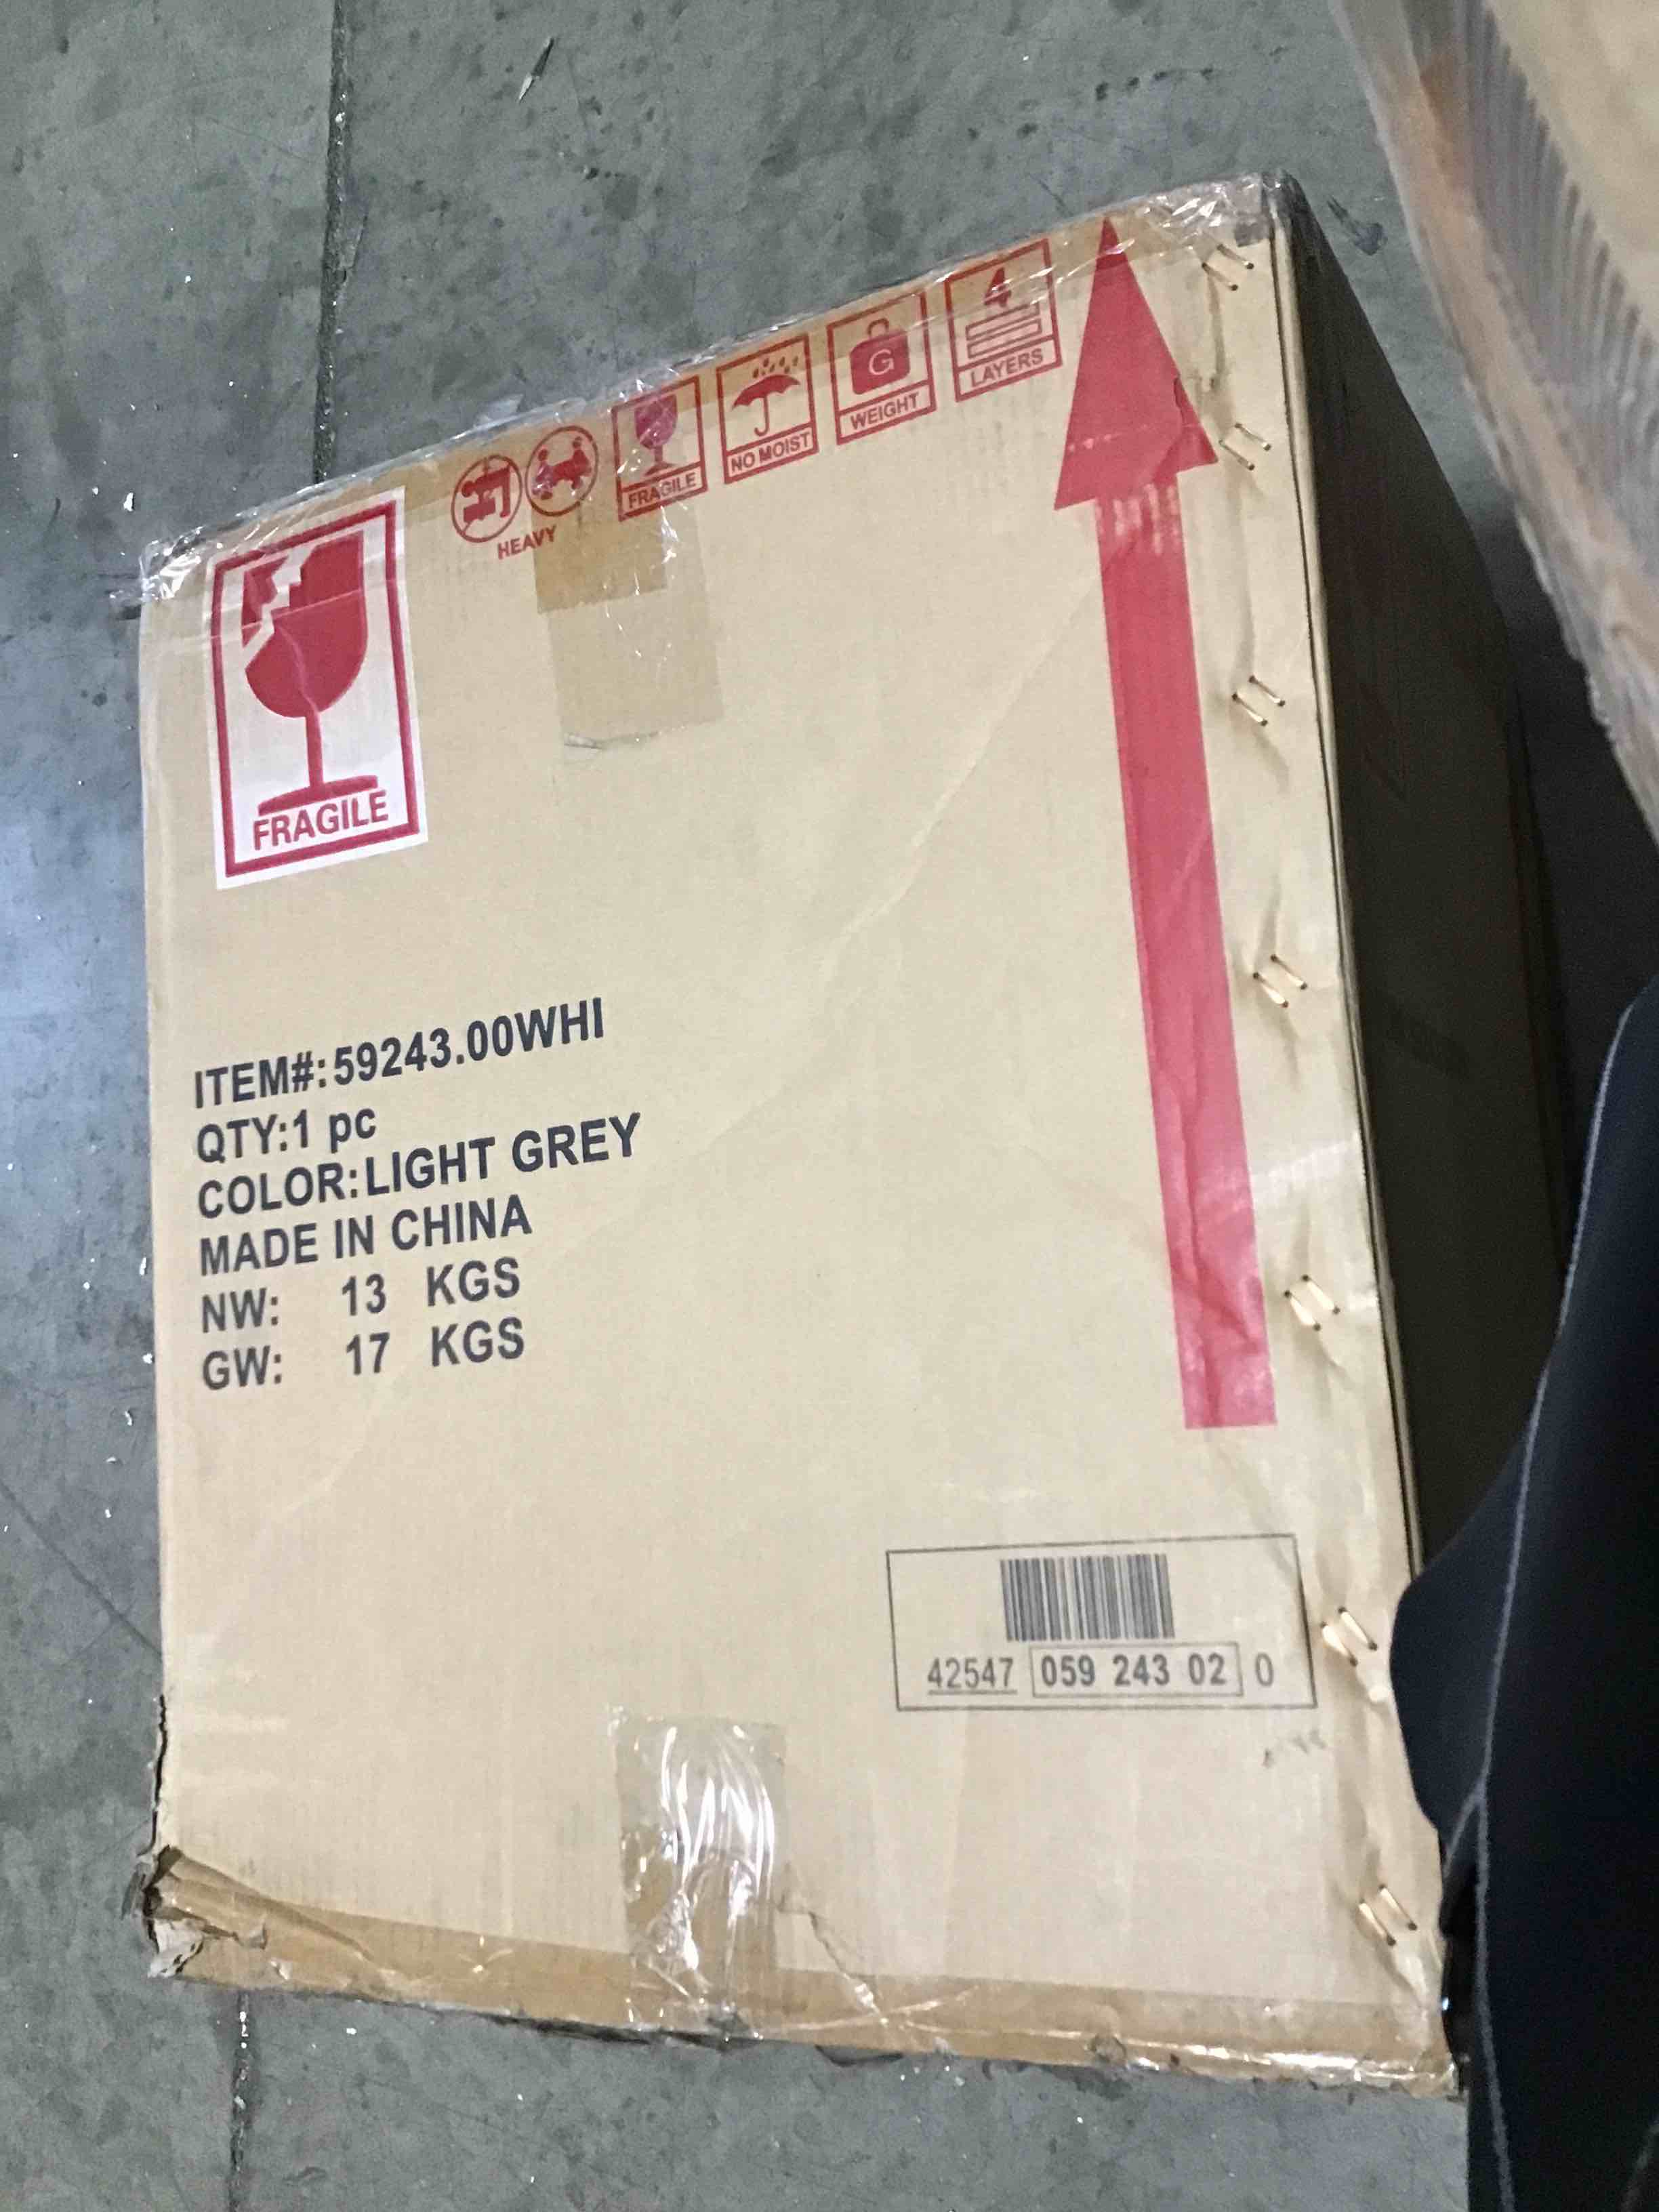 4
LAYERS
G
WEIGHT
NO MOIST
FRAGILE
HEAVY
FRAGILE
ITEM#:59243.00WHI
QTY:1 pc
COLOR:LIGHT GREY
MADE IN CHINA
NW: 13 KGS
GW: 17 KGS
42547 059 243 02 0